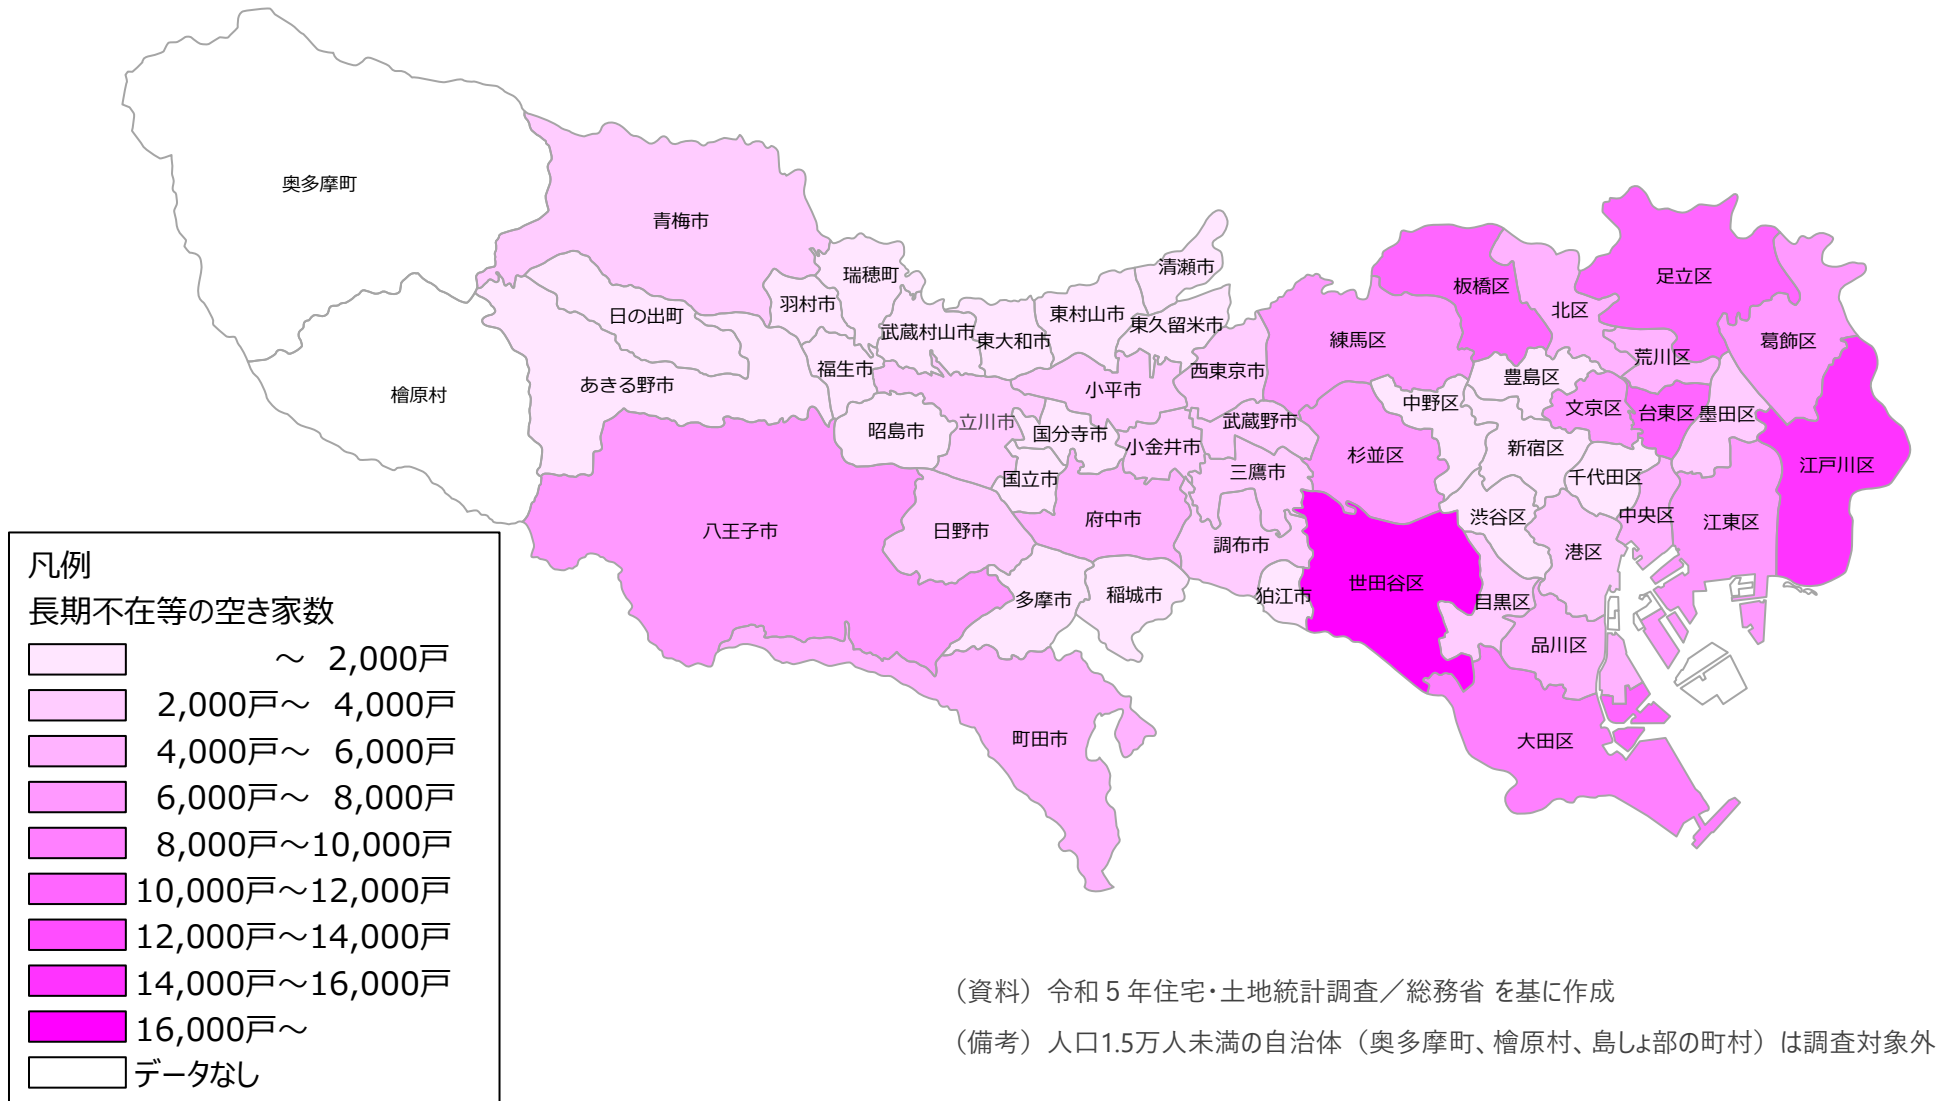 奥多摩町
青梅市
瑞穂町
清瀬市
羽村市
日の出町
東村山市
武蔵村山市
東大和市
東久留米市
福生市
西東京市
あきる野市
檜原村
小平市
昭島市
立川市
国分寺市
小金井市
武蔵野市
国立市
三鷹市
八王子市
日野市
府中市
調布市
多摩市
稲城市
狛江市
町田市
足立区
板橋区
北区
練馬区
葛飾区
荒川区
豊島区
中野区
文京区
台東区
墨田区
杉並区
新宿区
千代田区
江戸川区
渋谷区
中央区
江東区
港区
世田谷区
目黒区
品川区
大田区
凡例
長期不在等の空き家数
～ 2,000戸
2,000戸～ 4,000戸
4,000戸～ 6,000戸
6,000戸～ 8,000戸
8,000戸～10,000戸
10,000戸～12,000戸
12,000戸～14,000戸
14,000戸～16,000戸
16,000戸～
データなし
（資料）令和５年住宅・土地統計調査／総務省 を基に作成
（備考）人口1.5万人未満の自治体（奥多摩町、檜原村、島しょ部の町村）は調査対象外